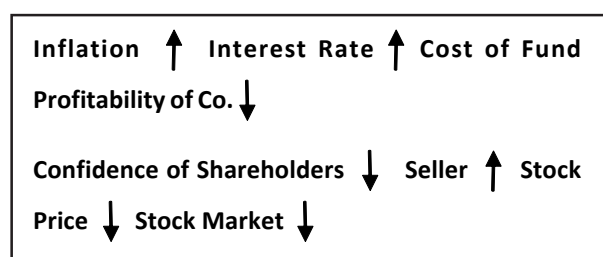 Inflation ↑ Interest Rate ↑ Cost of Fund
Profitability of Co. ↓
Confidence of Shareholders ↓ Seller ↑ Stock
Price ↓ Stock Market ↓